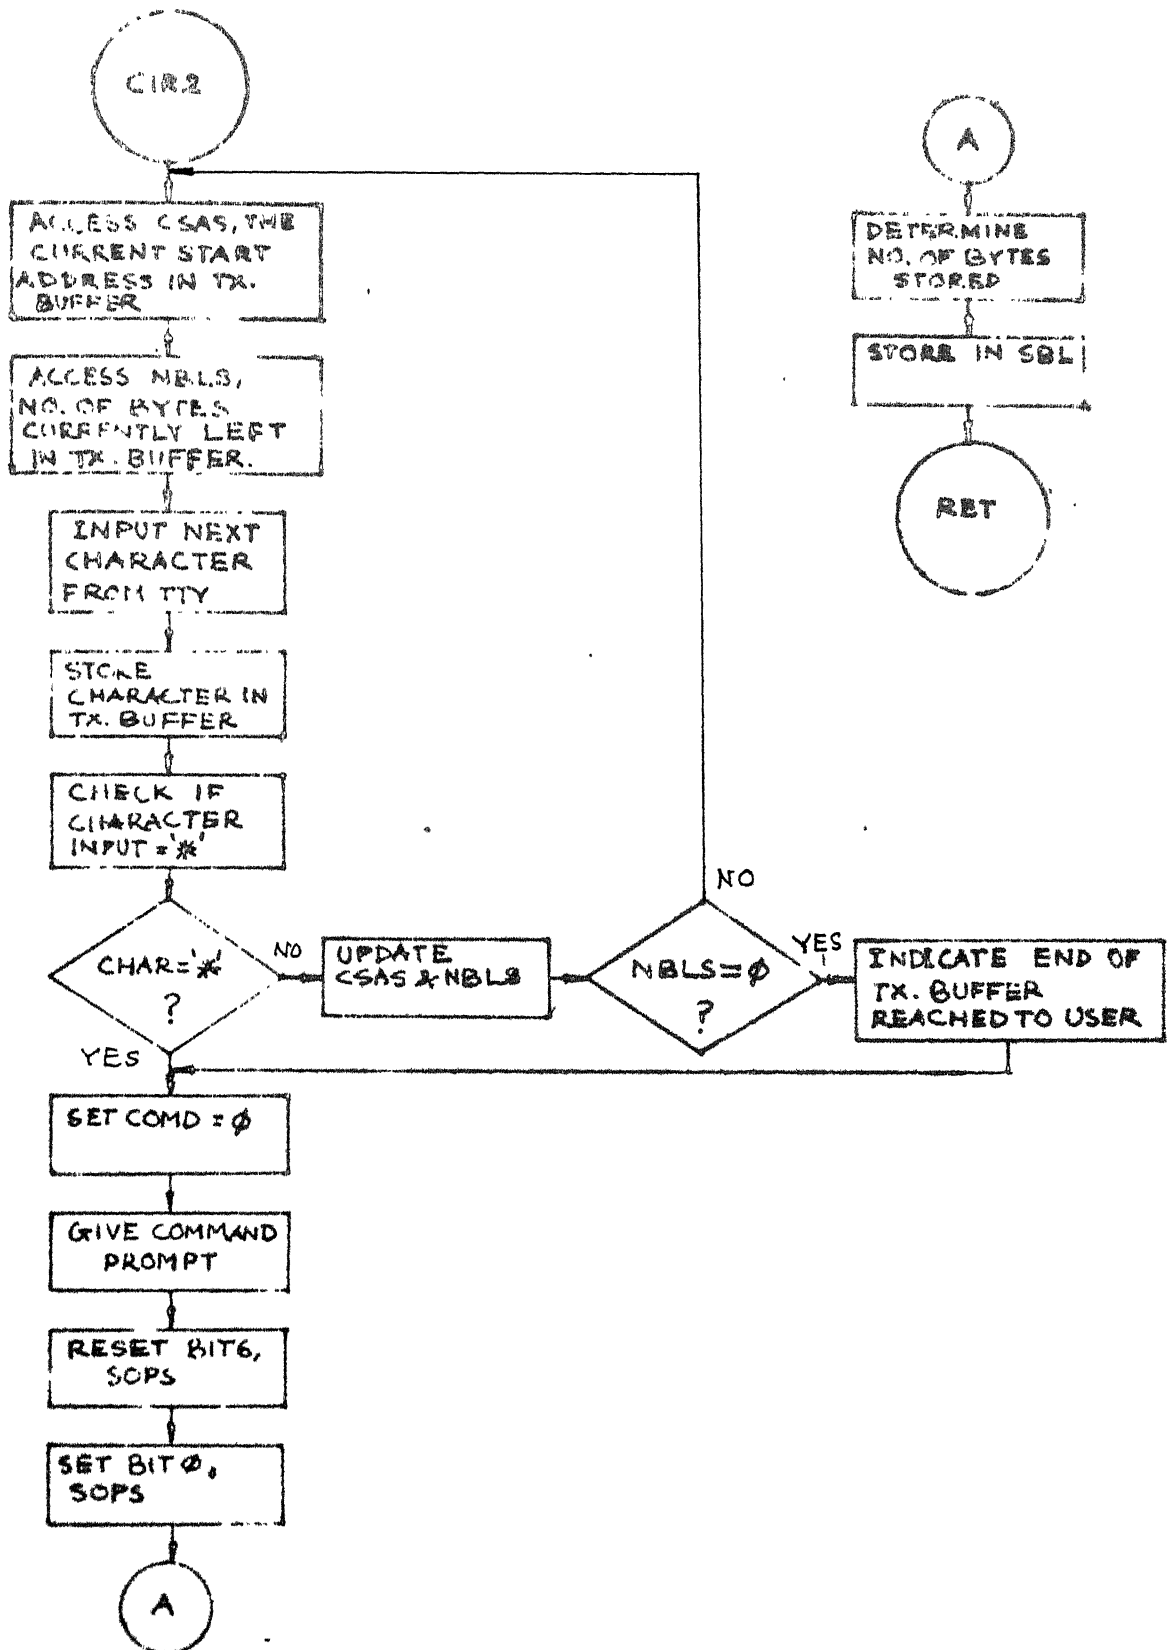 CIR2
ACCESS CSAS, THE
CURRENT START
ADDRESS IN TX.
BUFFER
ACCESS NBLS,
NO. OF BYTES
CURRENTLY LEFT
IN TX. BUFFER.
INPUT NEXT
CHARACTER
FROM TTY
STORE
CHARACTER IN
TX. BUFFER
CHECK IF
CHARACTER
INPUT = '*'
CHAR = '*'
?
NO
YES
UPDATE
CSAS & NBLS
NBLS = φ
?
NO
YES
INDICATE END OF
TX. BUFFER
REACHED TO USER
SET COMD = φ
GIVE COMMAND
PROMPT
RESET BIT6,
SOPS
SET BIT φ,
SOPS
A
A
DETERMINE
NO. OF BYTES
STORED
STORE IN SBL
RET